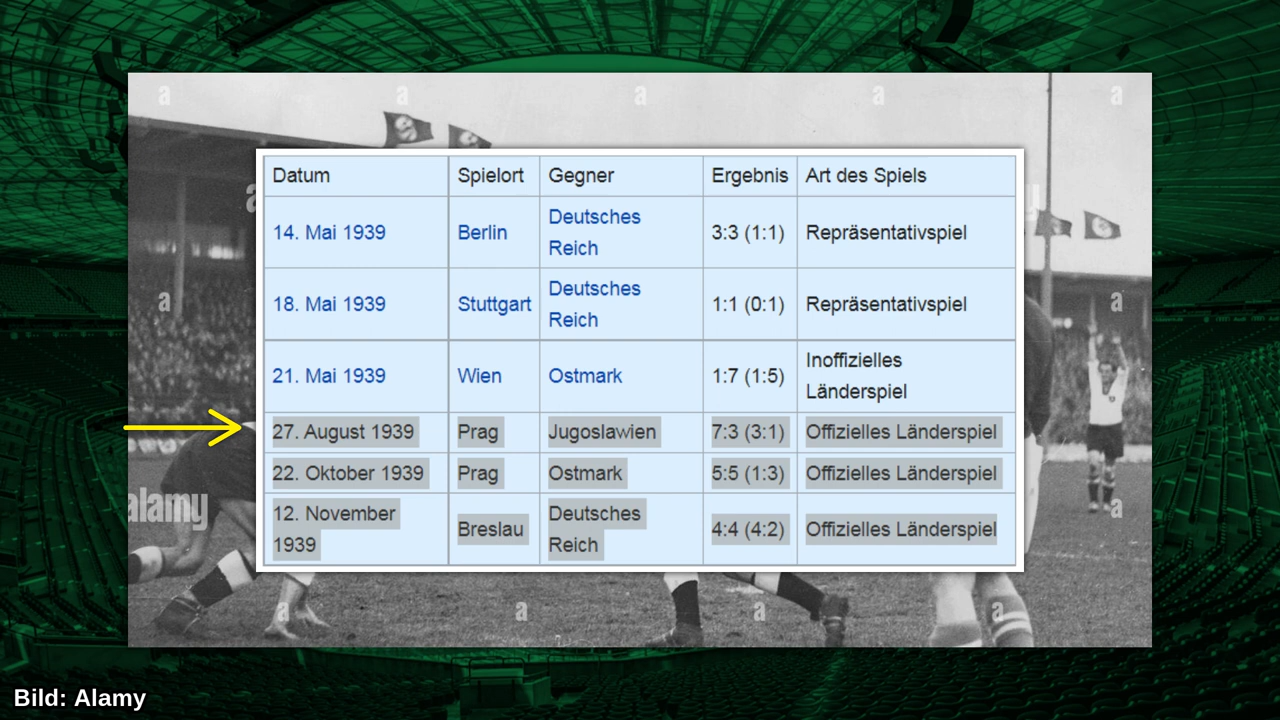 Datum Spielort Gegner Ergebnis Art des Spiels
14. Mai 1939 Berlin Deutsches Reich 3:3 (1:1) Repräsentativspiel
18. Mai 1939 Stuttgart Deutsches Reich 1:1 (0:1) Repräsentativspiel
21. Mai 1939 Wien Ostmark 1:7 (1:5) Inoffizielles Länderspiel
27. August 1939 Prag Jugoslawien 7:3 (3:1) Offizielles Länderspiel
22. Oktober 1939 Prag Ostmark 5:5 (1:3) Offizielles Länderspiel
12. November 1939 Breslau Deutsches Reich 4:4 (4:2) Offizielles Länderspiel
alamy
Bild: Alamy